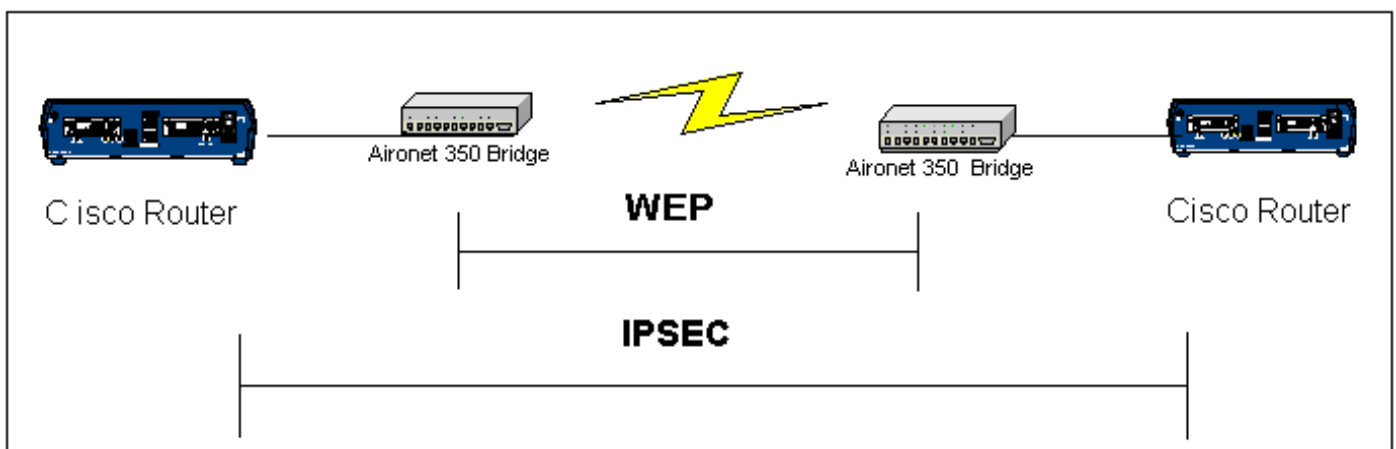 Aironet 350 Bridge
Aironet 350 Bridge
C isco Router
WEP
Cisco Router
IPSEC